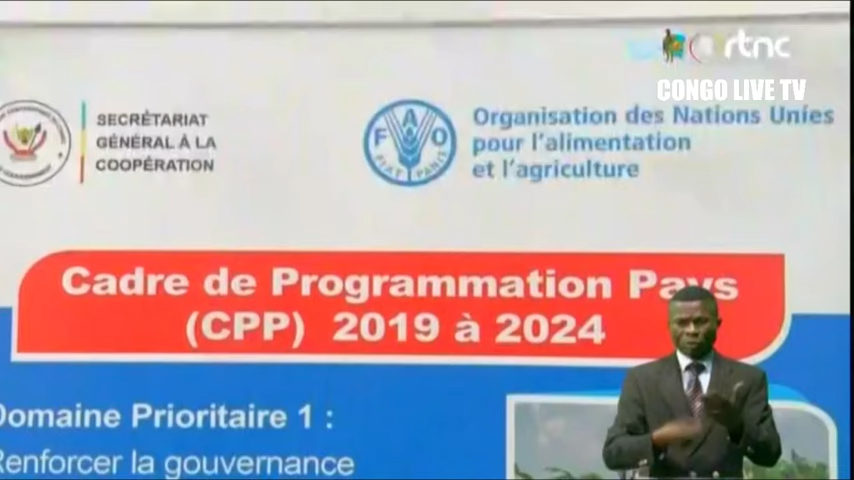 rtnc
CONGO LIVE TV
SECRÉTARIAT
GÉNÉRAL À LA
COOPÉRATION
FAO
FIAT PANIS
Organisation des Nations Unies
pour l'alimentation
et l'agriculture
Cadre de Programmation Pays
(CPP) 2019 à 2024
Domaine Prioritaire 1 :
Renforcer la gouvernance